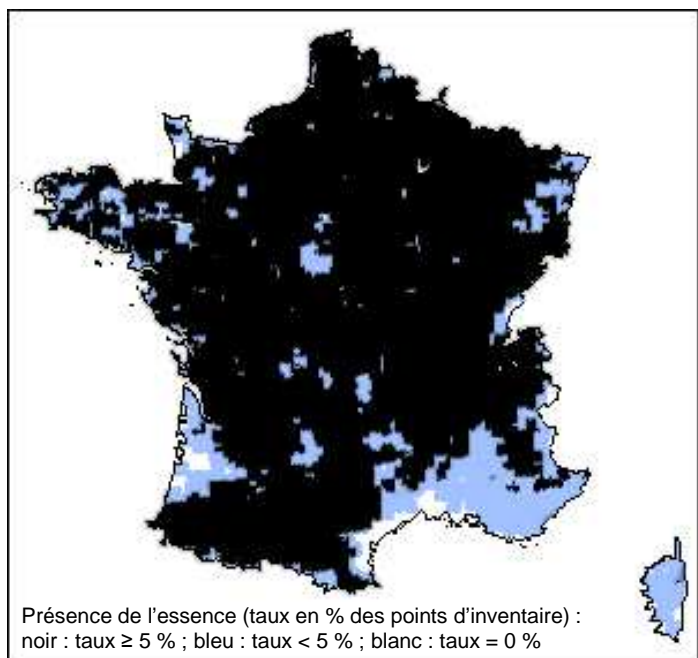 Présence de l’essence (taux en % des points d’inventaire) :
noir : taux ≥ 5 % ; bleu : taux < 5 % ; blanc : taux = 0 %